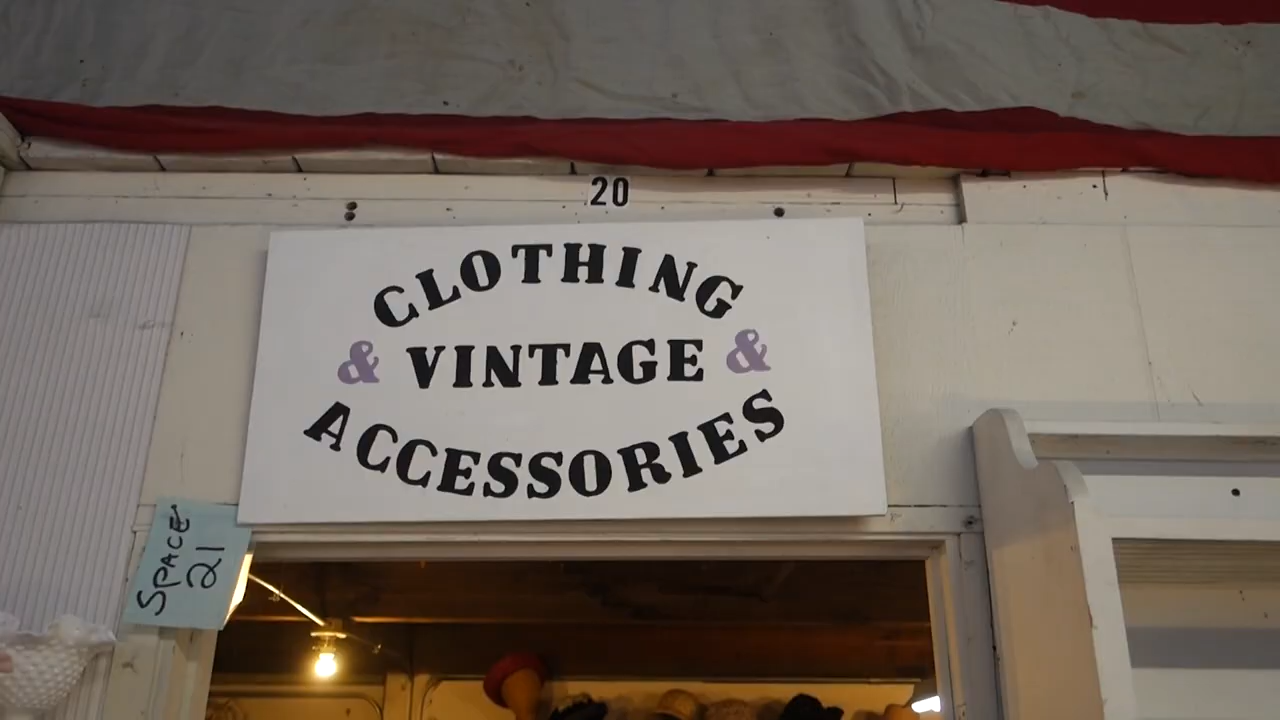 20
CLOTHING
& VINTAGE &
ACCESSORIES
SPACE
21